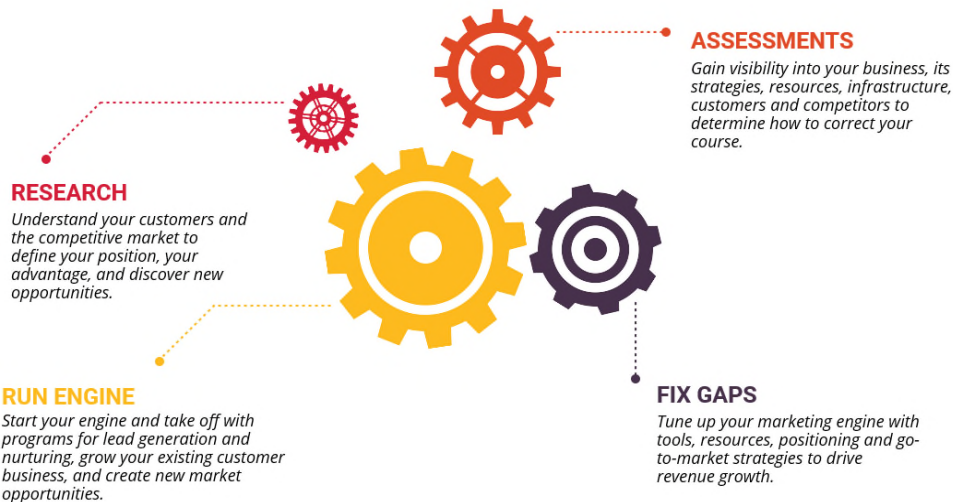 ASSESSMENTS
Gain visibility into your business, its
strategies, resources, infrastructure,
customers and competitors to
determine how to correct your
course.
RESEARCH
Understand your customers and
the competitive market to
define your position, your
advantage, and discover new
opportunities.
RUN ENGINE
Start your engine and take off with
programs for lead generation and
nurturing, grow your existing customer
business, and create new market
opportunities.
FIX GAPS
Tune up your marketing engine with
tools, resources, positioning and go-
to-market strategies to drive
revenue growth.